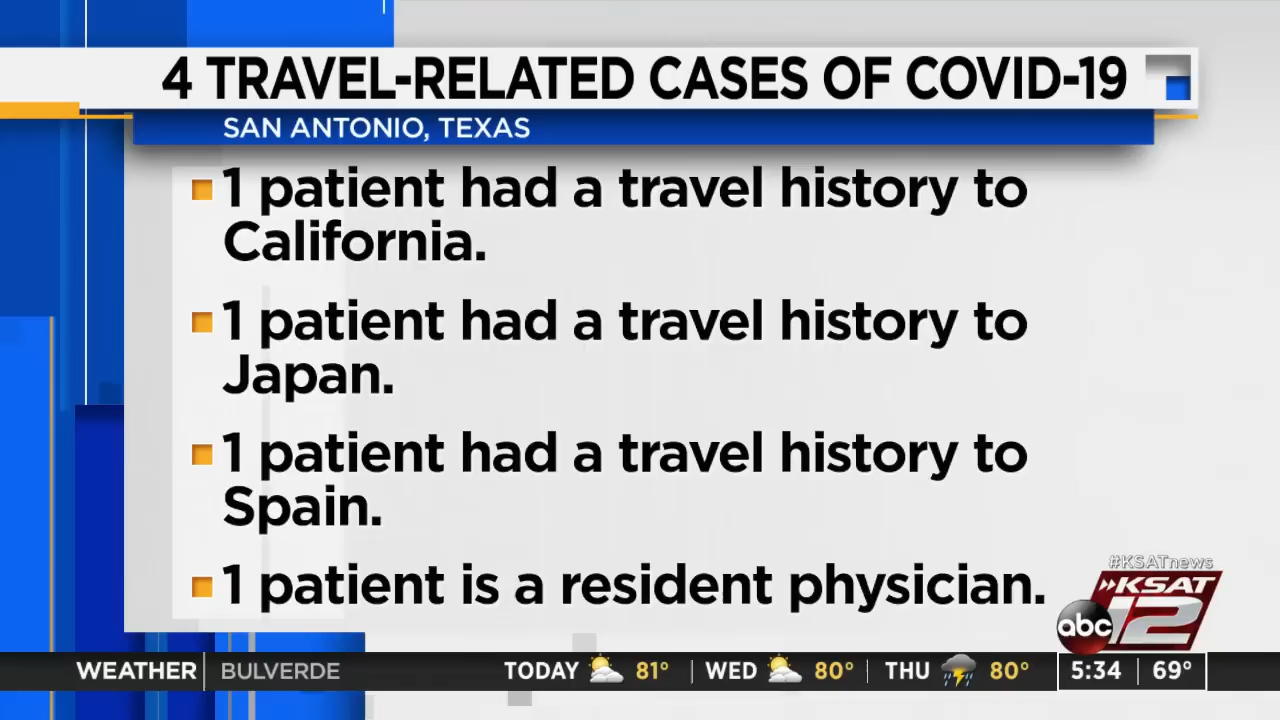 4 TRAVEL-RELATED CASES OF COVID-19
SAN ANTONIO, TEXAS
1 patient had a travel history to
California.
1 patient had a travel history to
Japan.
1 patient had a travel history to
Spain.
1 patient is a resident physician.
#KSATnews
KSAT
abc 12
WEATHER BULVERDE TODAY 81° WED 80° THU 80° 5:34 69°